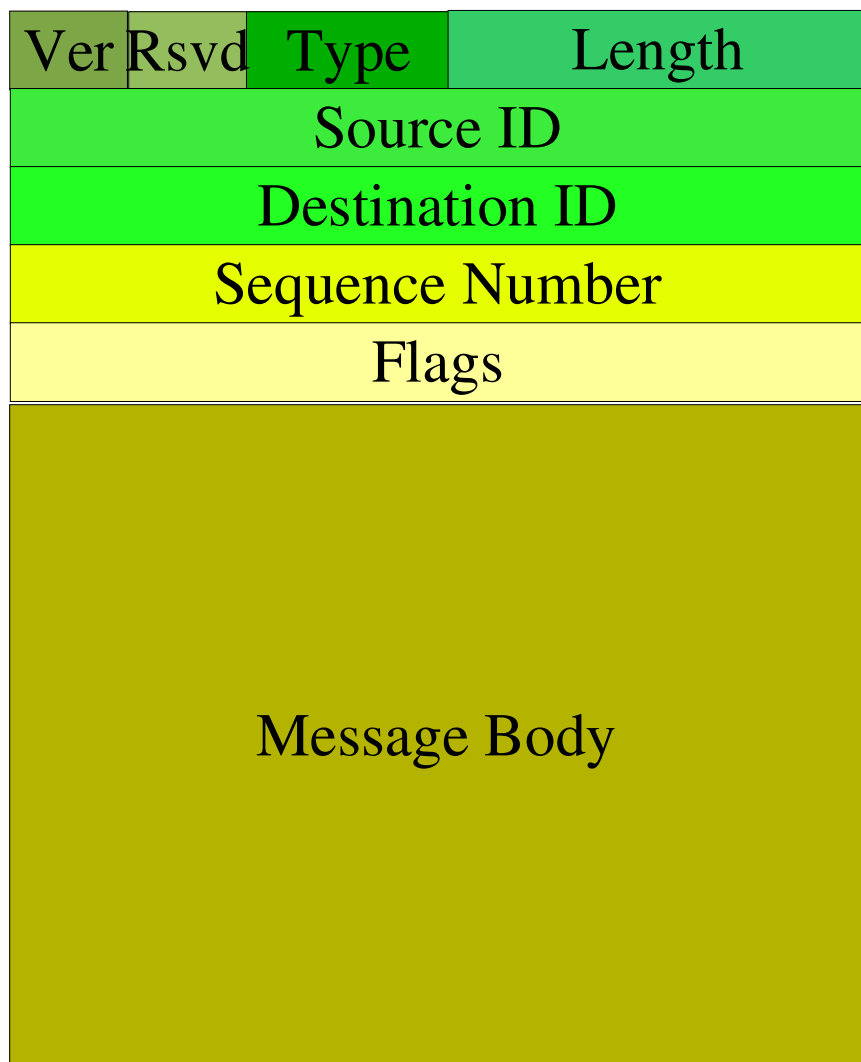 Ver Rsvd Type Length
Source ID
Destination ID
Sequence Number
Flags
Message Body